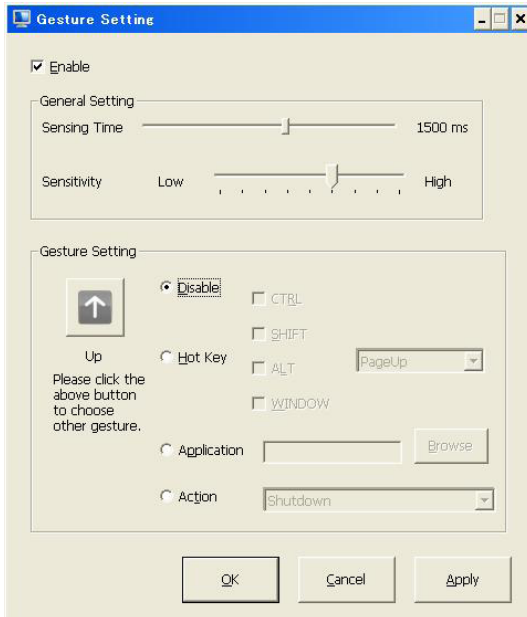 Gesture Setting
Enable
General Setting
Sensing Time 1500 ms
Sensitivity Low High
Gesture Setting
Disable
CTRL
SHIFT
Up
Hot Key
ALT
PageUp
WINDOW
Please click the
above button
to choose
other gesture.
Application
Browse
Action
Shutdown
OK Cancel Apply